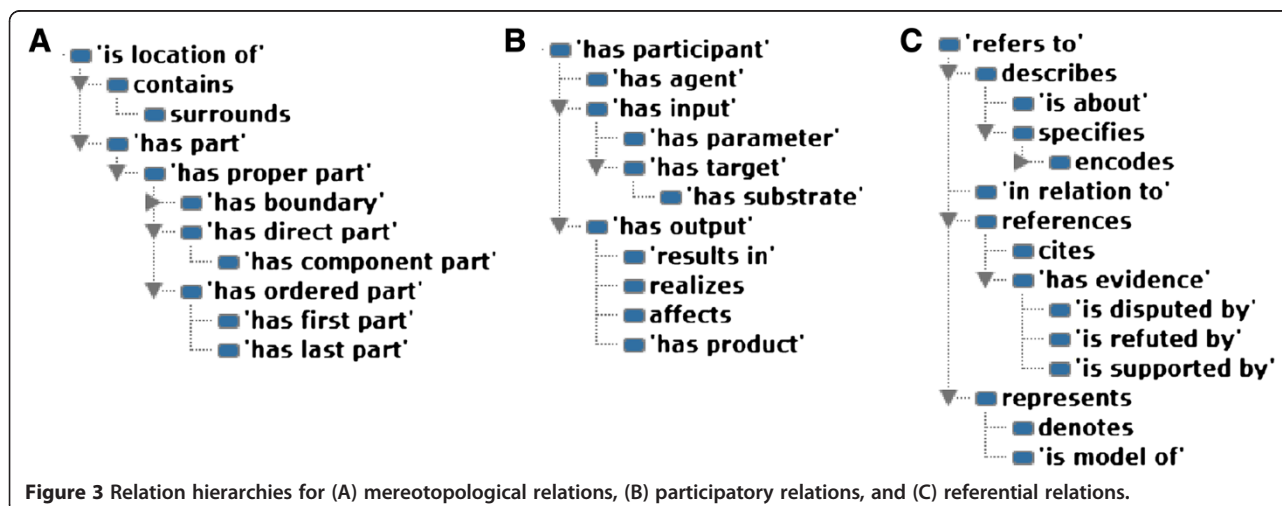 A
'is location of'
contains
surrounds
'has part'
'has proper part'
'has boundary'
'has direct part'
'has component part'
'has ordered part'
'has first part'
'has last part'
B
'has participant'
'has agent'
'has input'
'has parameter'
'has target'
'has substrate'
'has output'
'results in'
realizes
affects
'has product'
C
'refers to'
describes
'is about'
specifies
encodes
'in relation to'
references
cites
'has evidence'
'is disputed by'
'is refuted by'
'is supported by'
represents
denotes
'is model of'
Figure 3 Relation hierarchies for (A) mereotopological relations, (B) participatory relations, and (C) referential relations.